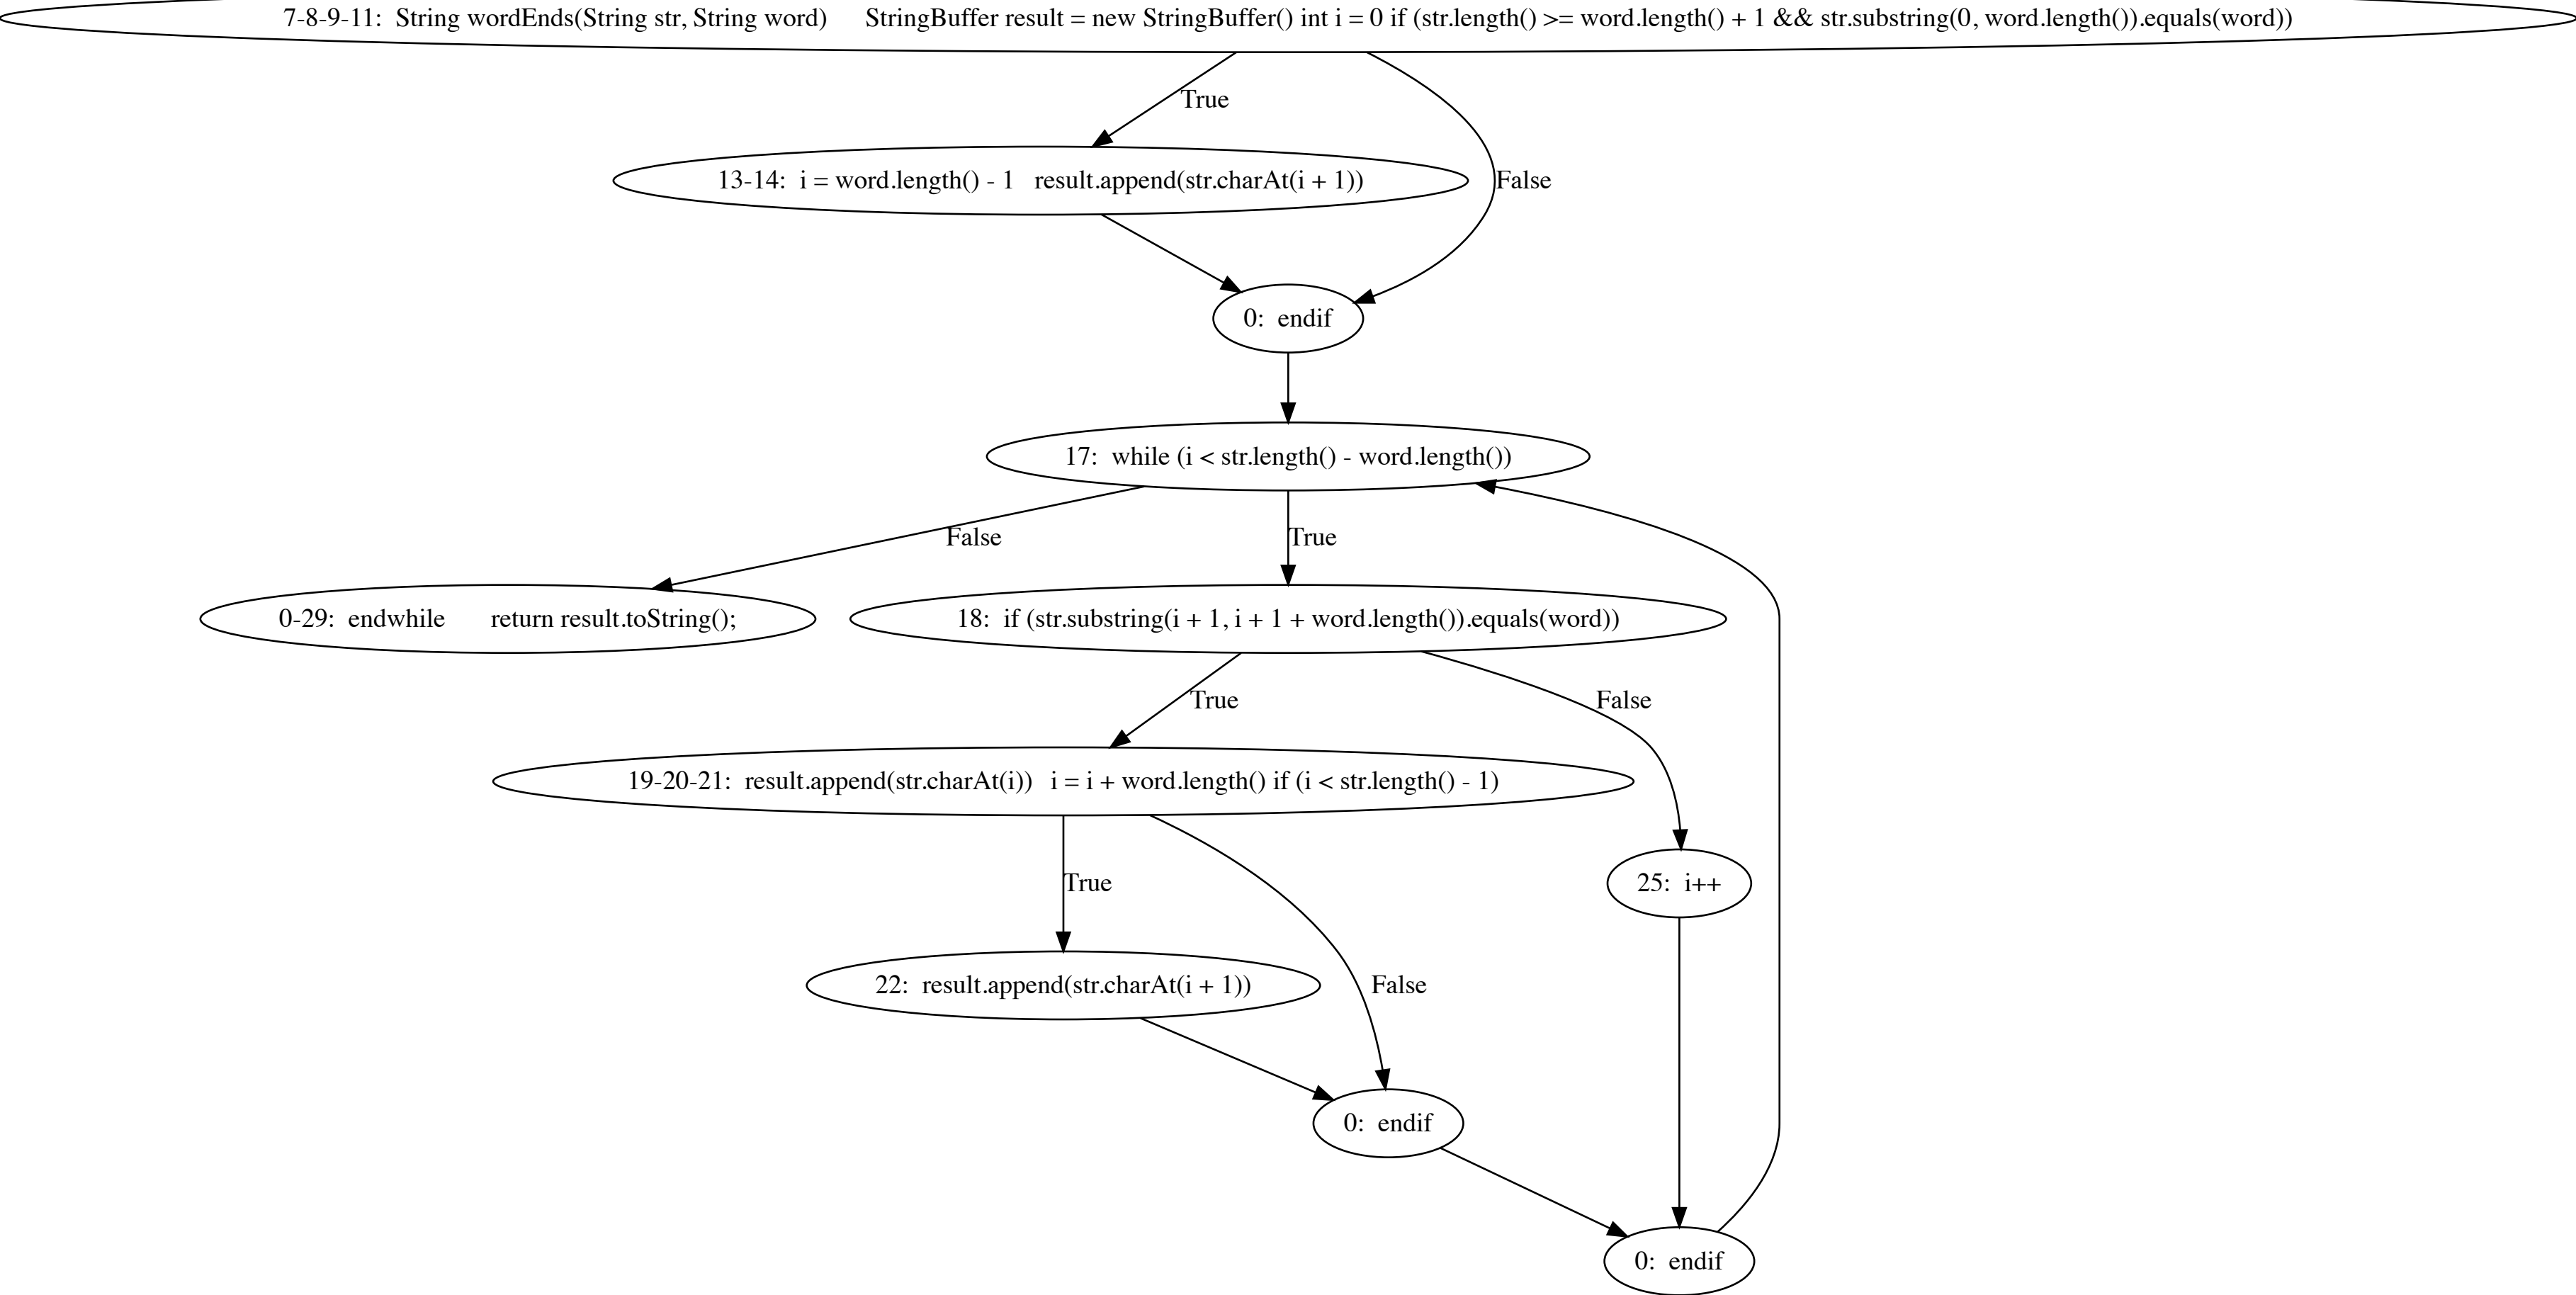 7-8-9-11:  String wordEnds(String str, String word)      StringBuffer result = new StringBuffer() int i = 0 if (str.length() >= word.length() + 1 && str.substring(0, word.length()).equals(word))
True
13-14:  i = word.length() - 1   result.append(str.charAt(i + 1))
False
0:  endif
17:  while (i < str.length() - word.length())
False
True
0-29:  endwhile       return result.toString();
18:  if (str.substring(i + 1, i + 1 + word.length()).equals(word))
True
False
19-20-21:  result.append(str.charAt(i))   i = i + word.length() if (i < str.length() - 1)
True
25:  i++
22:  result.append(str.charAt(i + 1))
False
0:  endif
0:  endif